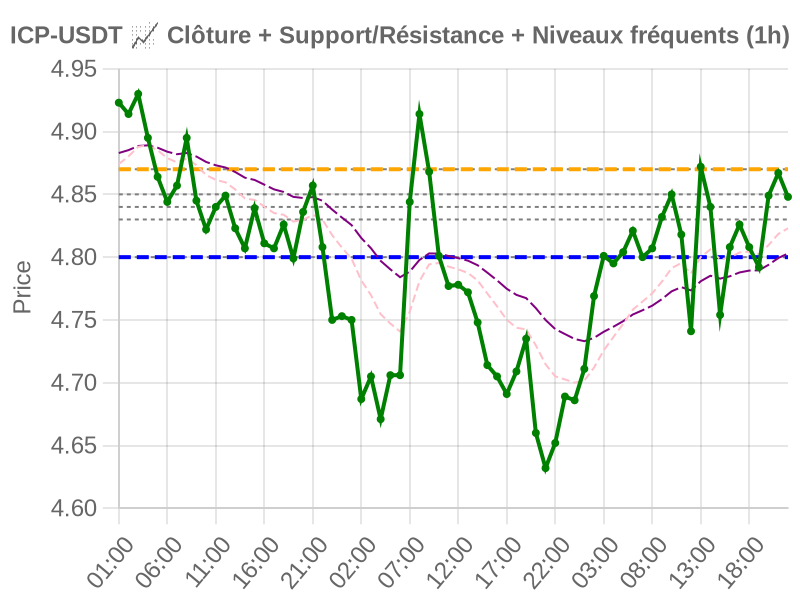 ICP-USDT 📈 Clôture + Support/Résistance + Niveaux fréquents (1h)
4.95
4.90
4.85
4.80
4.75
4.70
4.65
4.60
Price
01:00 06:00 11:00 16:00 21:00 02:00 07:00 12:00 17:00 22:00 03:00 08:00 13:00 18:00